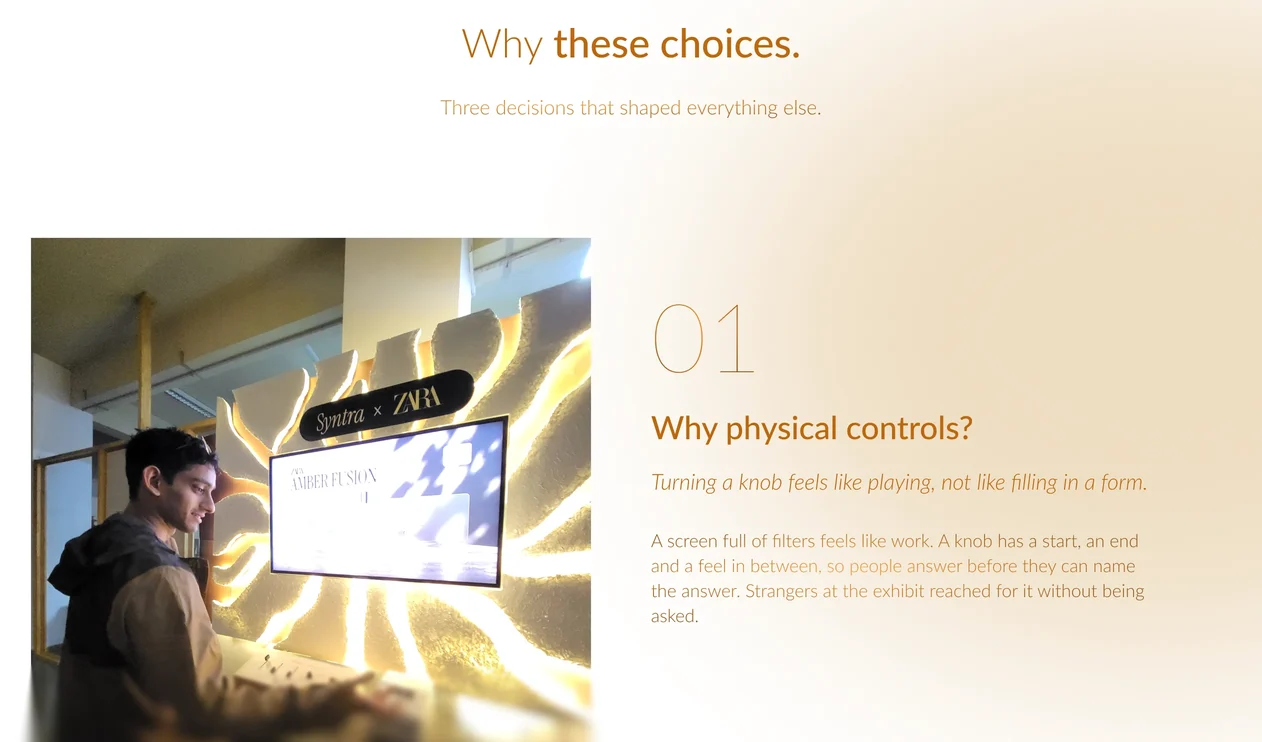 Why these choices.
Three decisions that shaped everything else.
Syntra × ZARA
ZARA
AMBER FUSION
01
Why physical controls?
Turning a knob feels like playing, not like filling in a form.
A screen full of filters feels like work. A knob has a start, an end
and a feel in between, so people answer before they can name
the answer. Strangers at the exhibit reached for it without being
asked.